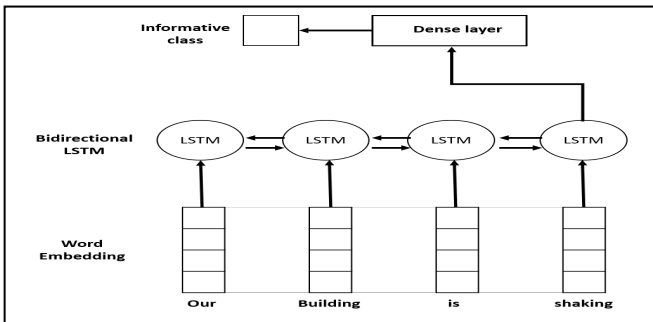 Informative class
Dense layer
Bidirectional LSTM
LSTM
LSTM
LSTM
LSTM
Word Embedding
Our
Building
is
shaking